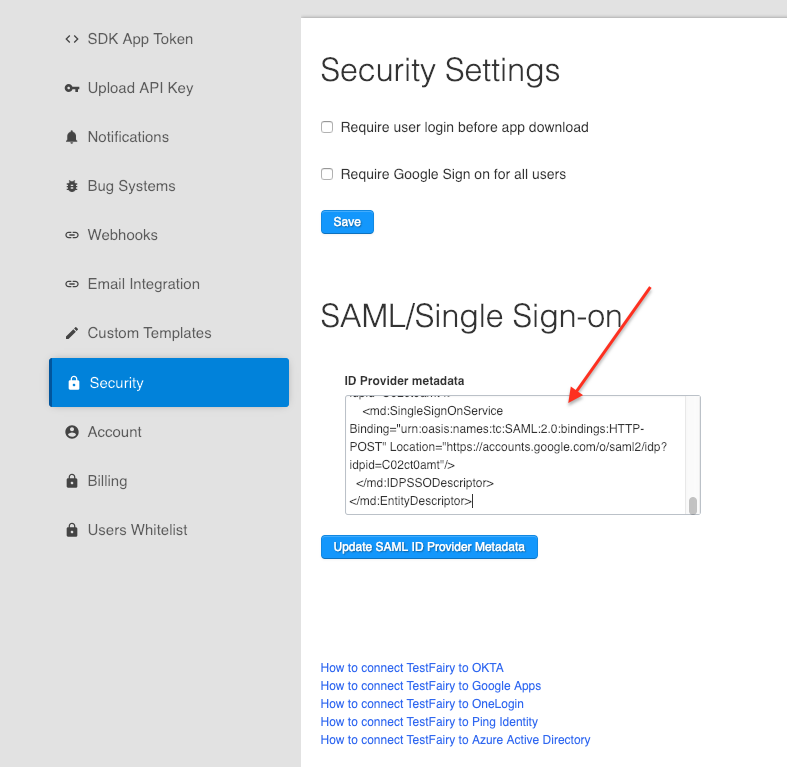 SDK App Token
Upload API Key
Notifications
Bug Systems
Webhooks
Email Integration
Custom Templates
Security
Account
Billing
Users Whitelist
Security Settings
Require user login before app download
Require Google Sign on for all users
Save
SAML/Single Sign-on
ID Provider metadata
<md:SingleSignOnService
Binding="urn:oasis:names:tc:SAML:2.0:bindings:HTTP-
POST" Location="https://accounts.google.com/o/saml2/idp?
idpid=C02ct0amt"/>
</md:IDPSSODescriptor>
</md:EntityDescriptor>
Update SAML ID Provider Metadata
How to connect TestFairy to OKTA
How to connect TestFairy to Google Apps
How to connect TestFairy to OneLogin
How to connect TestFairy to Ping Identity
How to connect TestFairy to Azure Active Directory